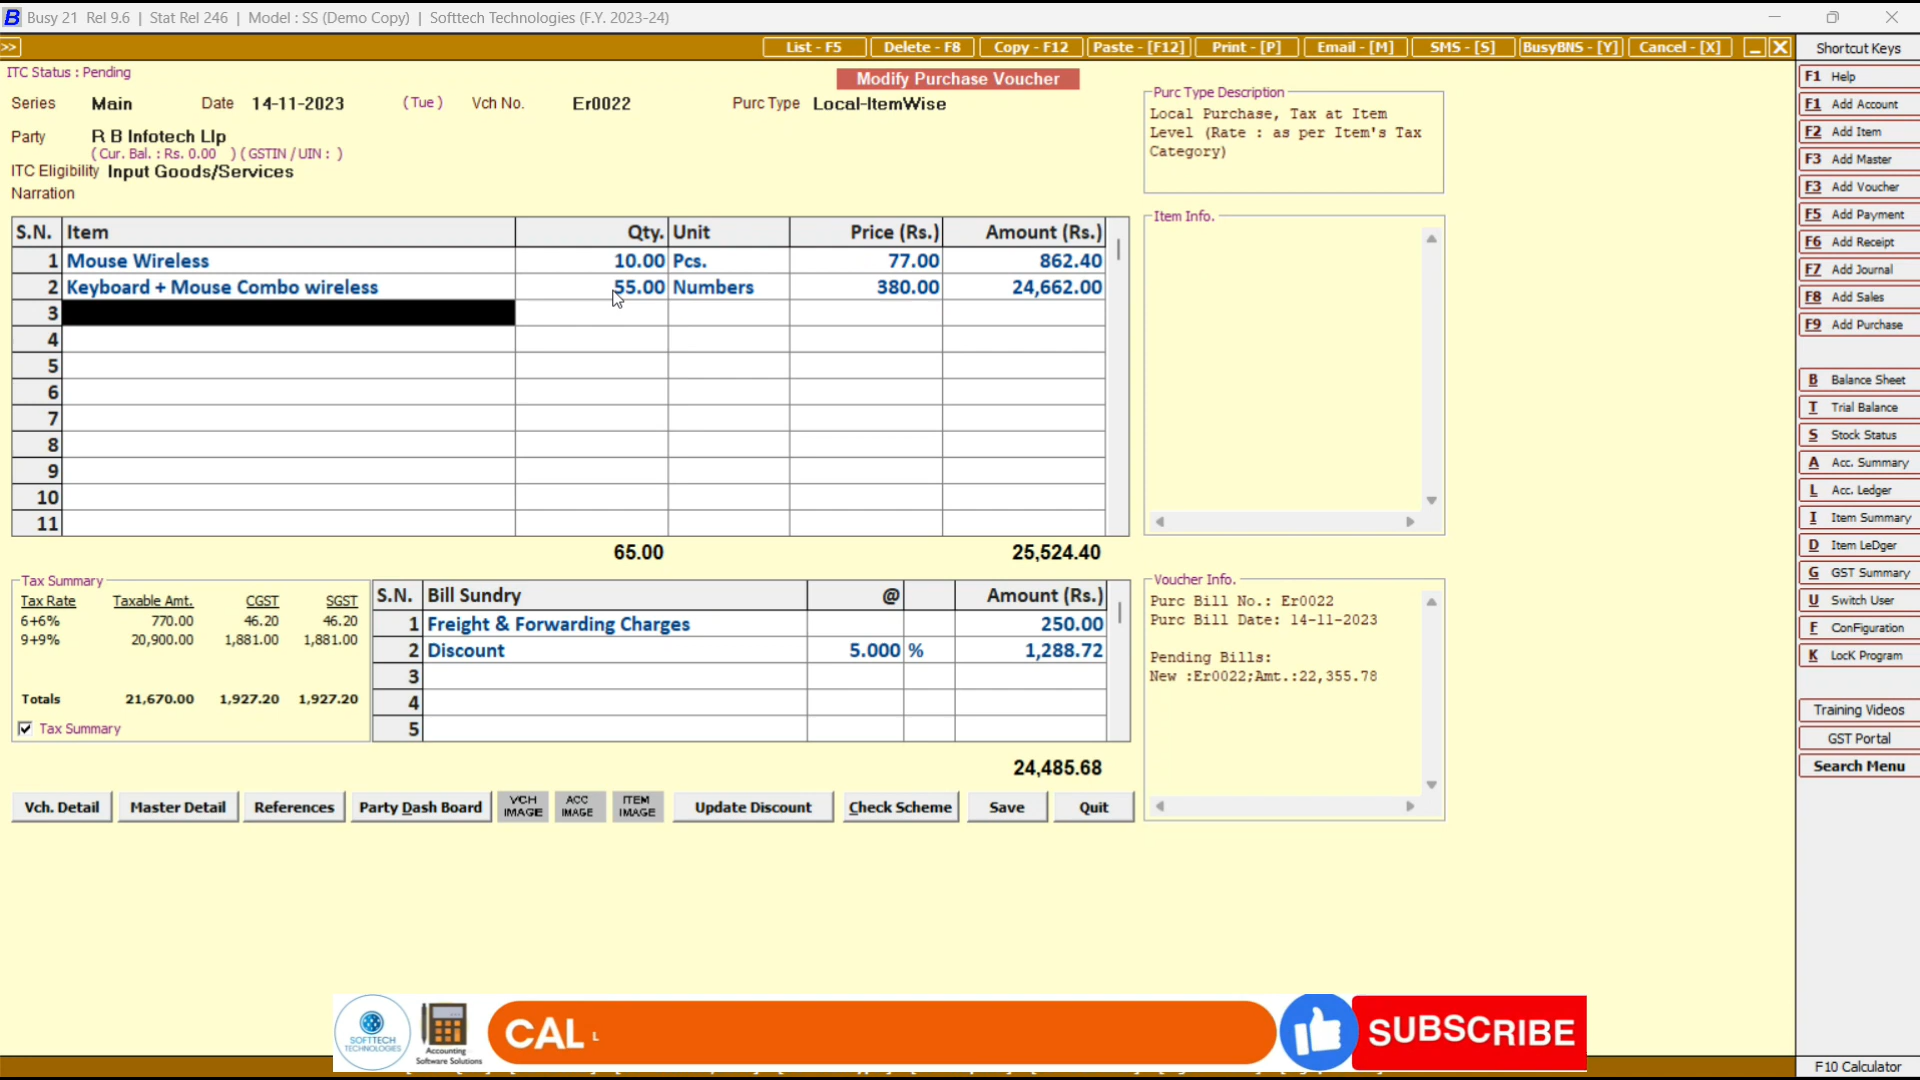 Busy 21 Rel 9.6 | Stat Rel 246 | Model : SS (Demo Copy) | Softtech Technologies (F.Y. 2023-24)
>> List - F5 Delete - F8 Copy - F12 Paste - [F12] Print - [P] Email - [M] SMS - [S] BusyBNS - [Y] Cancel - [X]
ITC Status : Pending
Modify Purchase Voucher
Series Main Date 14-11-2023 (Tue) Vch No. Er0022 Purc Type Local-ItemWise
Party R B Infotech Llp
(Cur. Bal. : Rs. 0.00 ) (GSTIN / UIN : )
ITC Eligibility Input Goods/Services
Narration
Purc Type Description
Local Purchase, Tax at Item
Level (Rate : as per Item's Tax
Category)
S.N. Item Qty. Unit Price (Rs.) Amount (Rs.)
1 Mouse Wireless 10.00 Pcs. 77.00 862.40
2 Keyboard + Mouse Combo wireless 55.00 Numbers 380.00 24,662.00
3
4
5
6
7
8
9
10
11
65.00 25,524.40
Item Info.
Tax Summary
Tax Rate Taxable Amt. CGST SGST
6+6% 770.00 46.20 46.20
9+9% 20,900.00 1,881.00 1,881.00
Totals 21,670.00 1,927.20 1,927.20
Tax Summary
S.N. Bill Sundry @ Amount (Rs.)
1 Freight & Forwarding Charges 250.00
2 Discount 5.000 % 1,288.72
3
4
5
24,485.68
Voucher Info.
Purc Bill No.: Er0022
Purc Bill Date: 14-11-2023
Pending Bills:
New :Er0022;Amt.:22,355.78
Vch. Detail Master Detail References Party Dash Board VCH IMAGE ACC IMAGE ITEM IMAGE Update Discount Check Scheme Save Quit
Shortcut Keys
F1 Help
F1 Add Account
F2 Add Item
F3 Add Master
F3 Add Voucher
F5 Add Payment
F6 Add Receipt
F7 Add Journal
F8 Add Sales
F9 Add Purchase
B Balance Sheet
T Trial Balance
S Stock Status
A Acc. Summary
L Acc. Ledger
I Item Summary
D Item LeDger
G GST Summary
U Switch User
F ConFiguration
K LocK Program
Training Videos
GST Portal
Search Menu
F10 Calculator
SOFTTECH
TECHNOLOGIES
Accounting
Software Solutions
CAL L
SUBSCRIBE